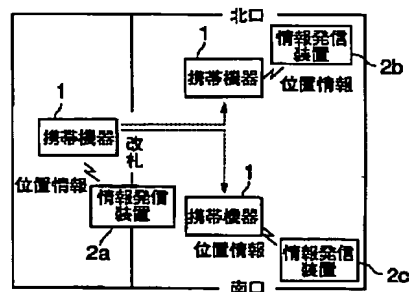 北口
1
情報発信
装置
2b
携帯機器
位置情報
1
携帯機器
改
札
位置情報
1
情報発信
装置
携帯機器
2a
位置情報
情報発信
装置
2c
南口